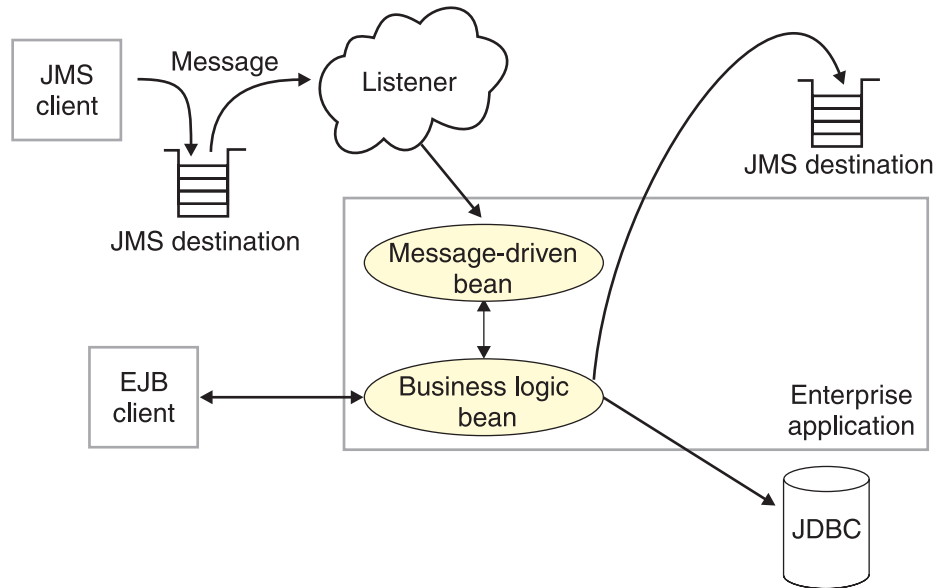 JMS
client
Message
Listener
JMS destination
JMS destination
Message-driven
bean
EJB
client
Business logic
bean
Enterprise
application
JDBC